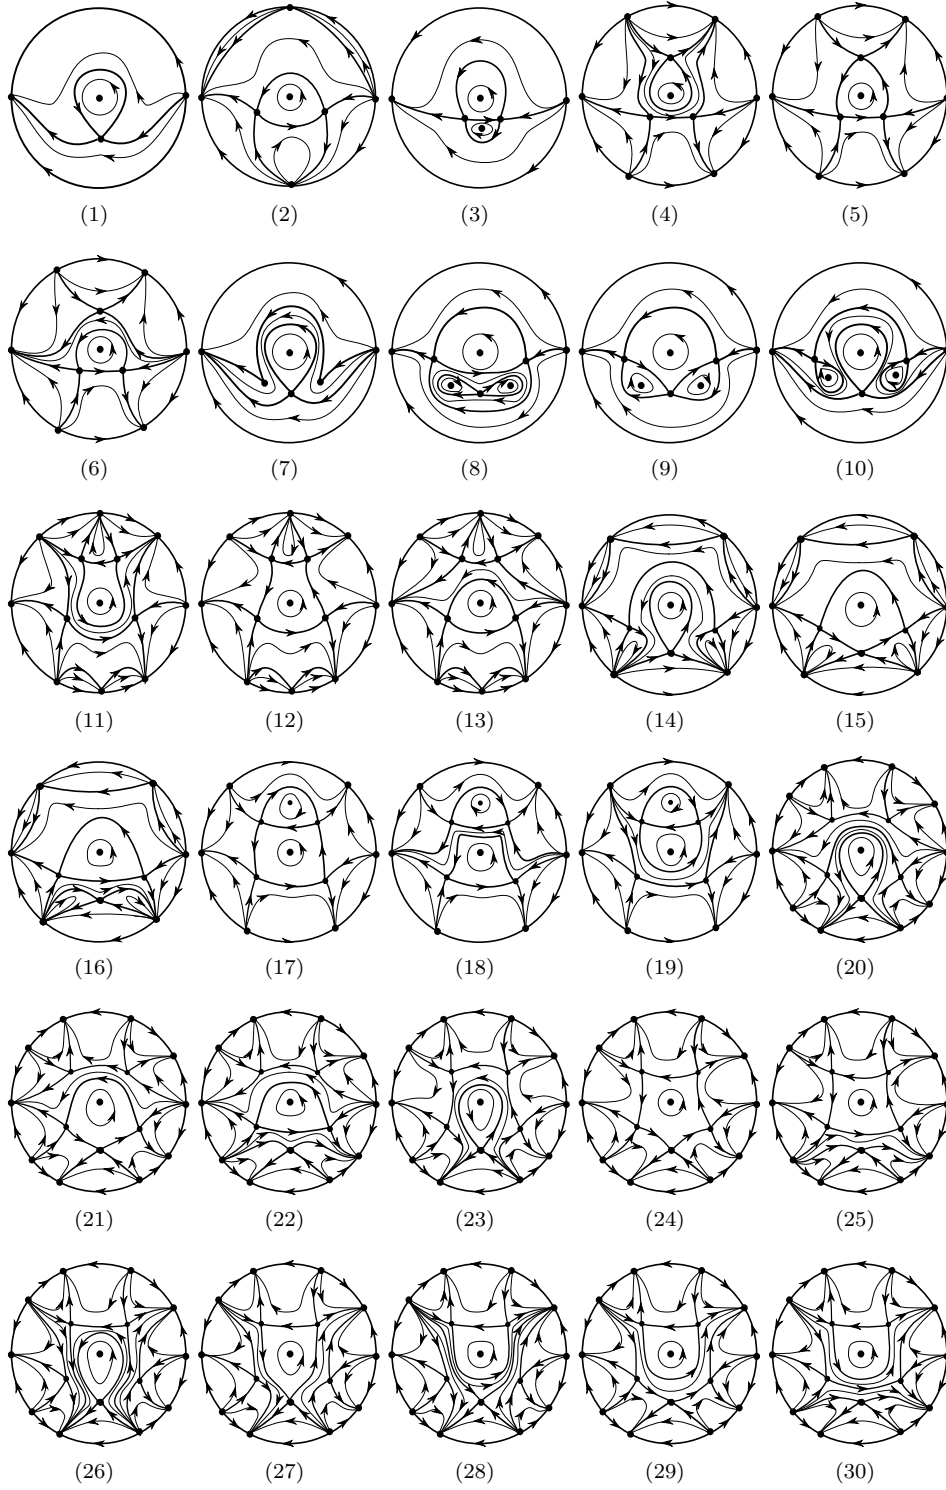 (1) (2) (3) (4) (5)
(6) (7) (8) (9) (10)
(11) (12) (13) (14) (15)
(16) (17) (18) (19) (20)
(21) (22) (23) (24) (25)
(26) (27) (28) (29) (30)